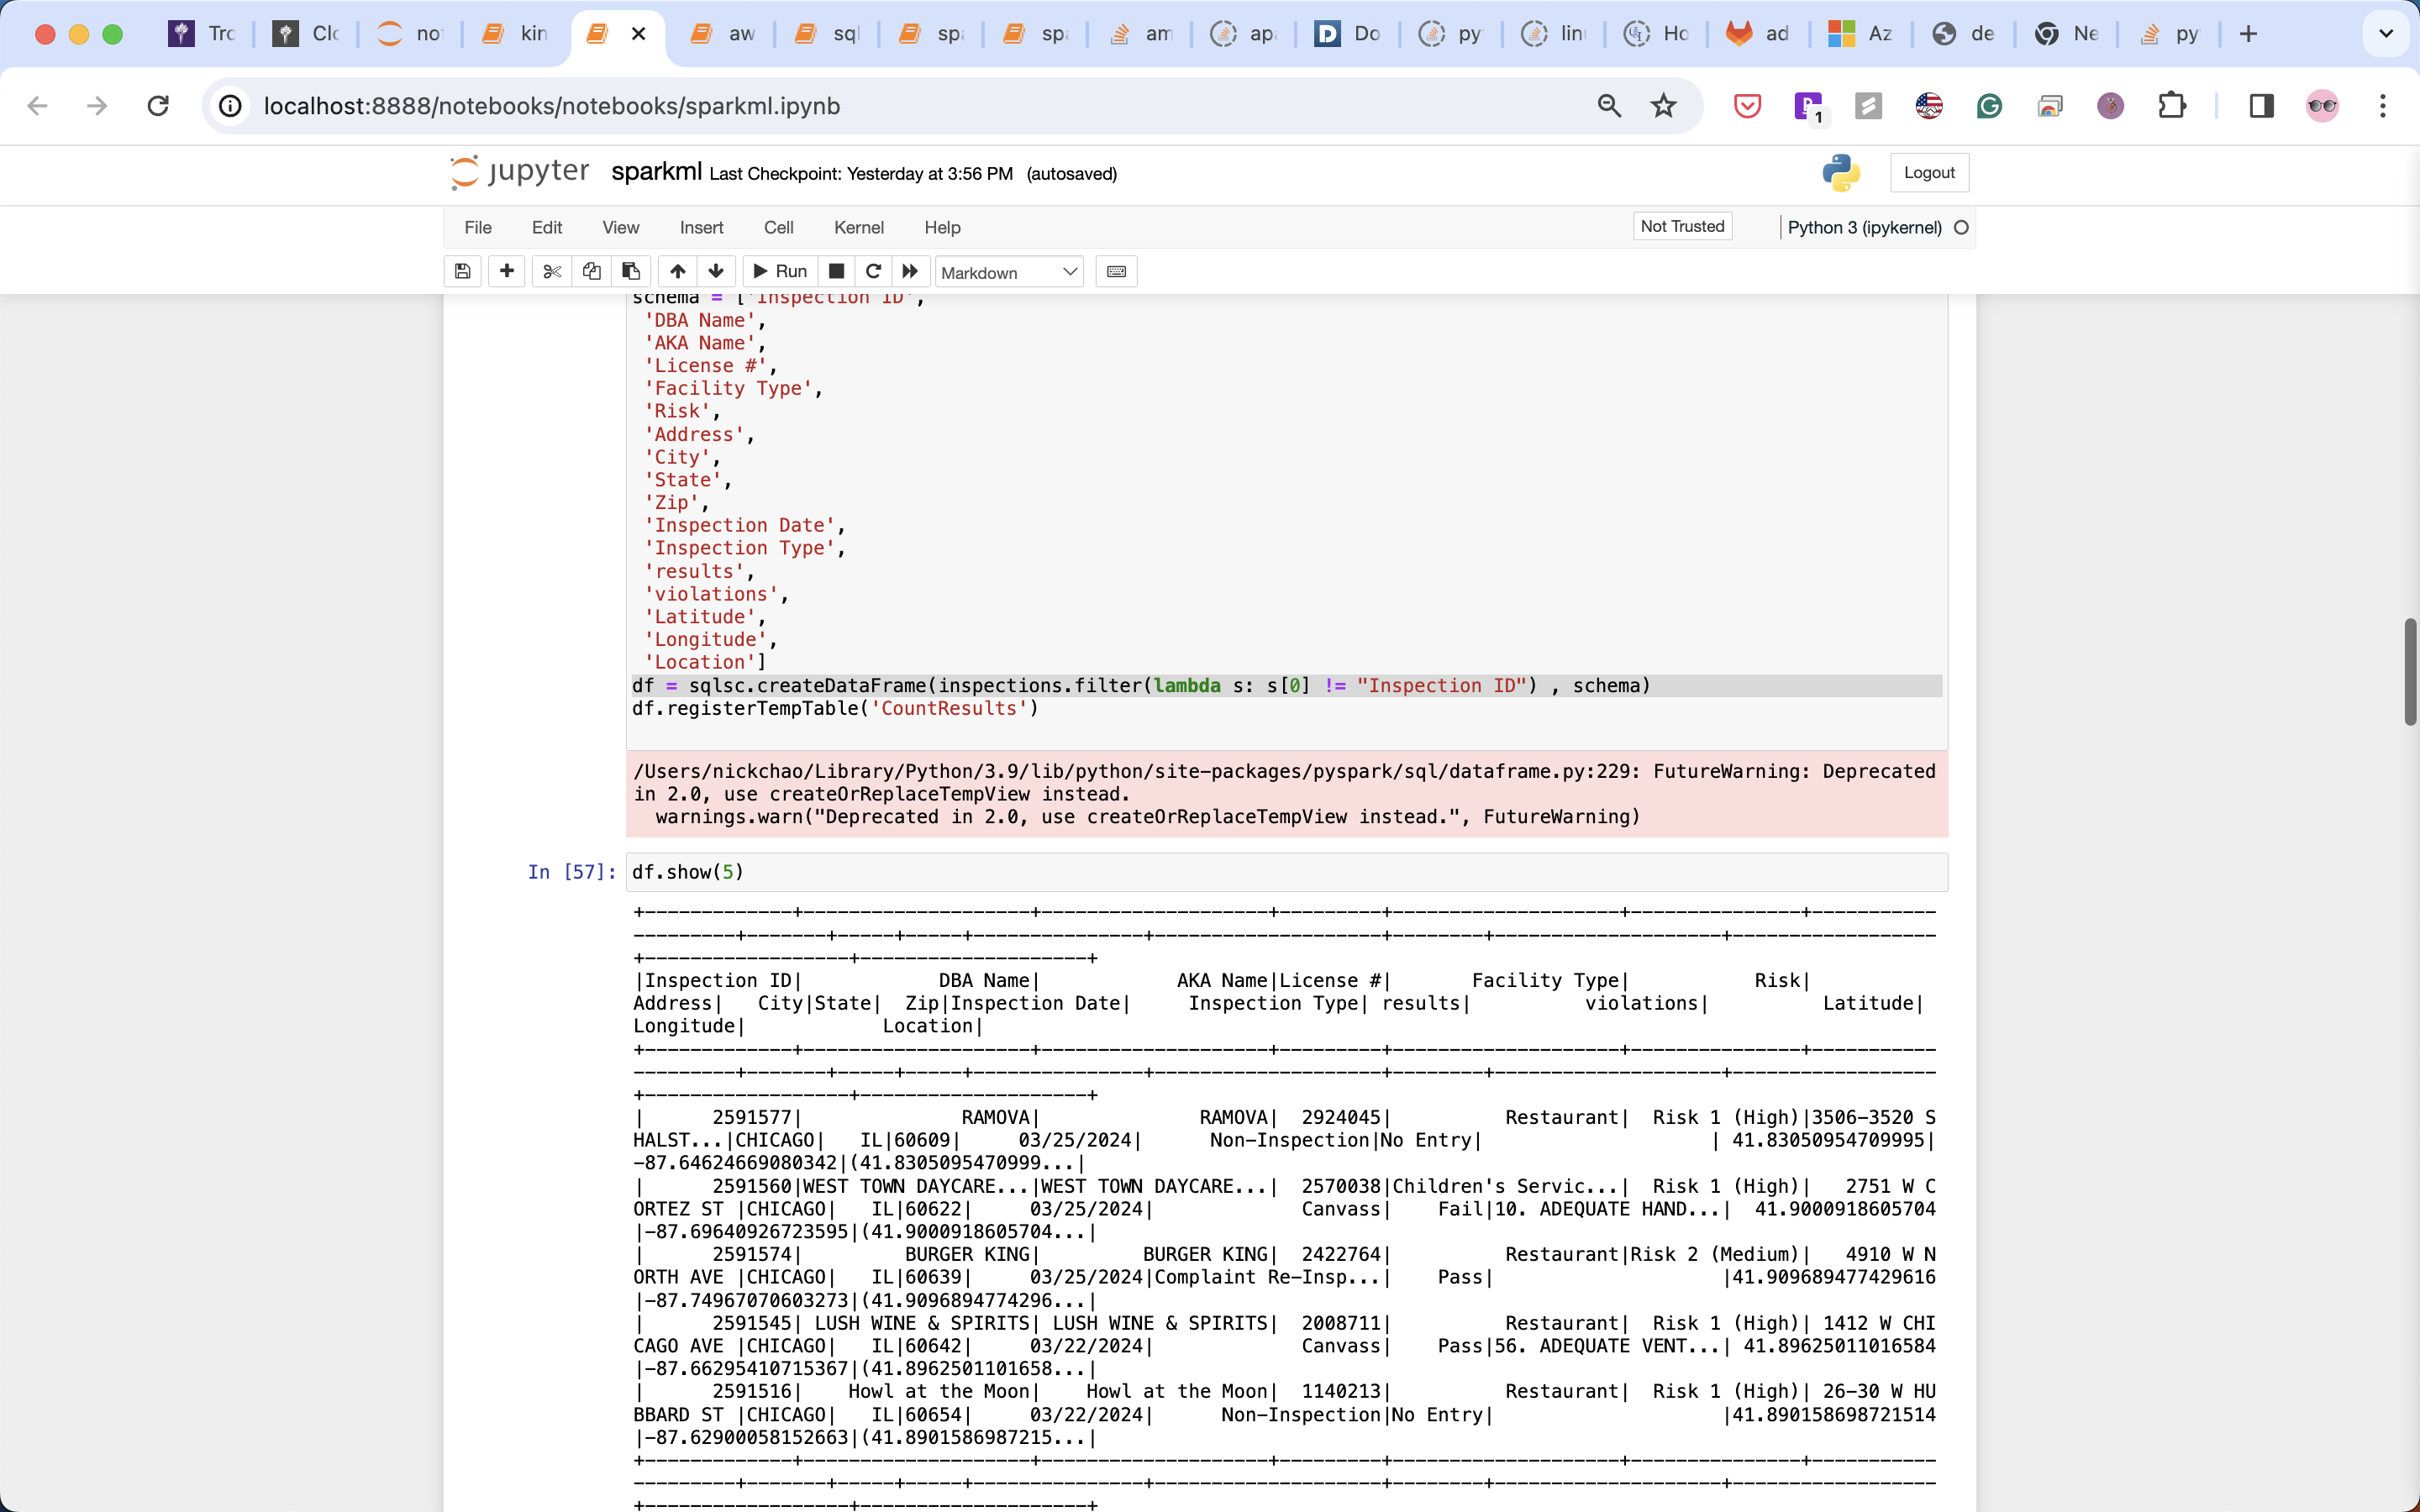 Trc Clc no kin aw sql spa spa am ap Do py lin Ho ad Az de Ne py
localhost:8888/notebooks/notebooks/sparkml.ipynb
1
jupyter sparkml Last Checkpoint: Yesterday at 3:56 PM (autosaved)
Logout
File Edit View Insert Cell Kernel Help
Not Trusted Python 3 (ipykernel)
Run Markdown
schema = ['Inspection ID',
'DBA Name',
'AKA Name',
'License #',
'Facility Type',
'Risk',
'Address',
'City',
'State',
'Zip',
'Inspection Date',
'Inspection Type',
'results',
'violations',
'Latitude',
'Longitude',
'Location']
df = sqlsc.createDataFrame(inspections.filter(lambda s: s[0] != "Inspection ID") , schema)
df.registerTempTable('CountResults')
/Users/nickchao/Library/Python/3.9/lib/python/site-packages/pyspark/sql/dataframe.py:229: FutureWarning: Deprecated
in 2.0, use createOrReplaceTempView instead.
warnings.warn("Deprecated in 2.0, use createOrReplaceTempView instead.", FutureWarning)
In [57]: df.show(5)
+-------------+--------------------+--------------------+---------+--------------------+---------------+-----------
---------+-------+-----+-----+---------------+--------------------+--------+--------------------+------------------
+------------------+--------------------+
|Inspection ID|            DBA Name|            AKA Name|License #|       Facility Type|           Risk|
Address|   City|State|  Zip|Inspection Date|     Inspection Type| results|          violations|          Latitude|
Longitude|            Location|
+-------------+--------------------+--------------------+---------+--------------------+---------------+-----------
---------+-------+-----+-----+---------------+--------------------+--------+--------------------+------------------
+------------------+--------------------+
|      2591577|              RAMOVA|              RAMOVA|  2924045|          Restaurant|  Risk 1 (High)|3506-3520 S
HALST...|CHICAGO|   IL|60609|     03/25/2024|      Non-Inspection|No Entry|                    | 41.83050954709995|
-87.64624669080342|(41.8305095470999...|
|      2591560|WEST TOWN DAYCARE...|WEST TOWN DAYCARE...|  2570038|Children's Servic...|  Risk 1 (High)|   2751 W C
ORTEZ ST |CHICAGO|   IL|60622|     03/25/2024|             Canvass|    Fail|10. ADEQUATE HAND...|  41.9000918605704
|-87.69640926723595|(41.9000918605704...|
|      2591574|         BURGER KING|         BURGER KING|  2422764|          Restaurant|Risk 2 (Medium)|   4910 W N
ORTH AVE |CHICAGO|   IL|60639|     03/25/2024|Complaint Re-Insp...|    Pass|                    |41.909689477429616
|-87.74967070603273|(41.9096894774296...|
|      2591545| LUSH WINE & SPIRITS| LUSH WINE & SPIRITS|  2008711|          Restaurant|  Risk 1 (High)| 1412 W CHI
CAGO AVE |CHICAGO|   IL|60642|     03/22/2024|             Canvass|    Pass|56. ADEQUATE VENT...| 41.89625011016584
|-87.66295410715367|(41.8962501101658...|
|      2591516|    Howl at the Moon|    Howl at the Moon|  1140213|          Restaurant|  Risk 1 (High)| 26-30 W HU
BBARD ST |CHICAGO|   IL|60654|     03/22/2024|      Non-Inspection|No Entry|                    |41.890158698721514
|-87.62900058152663|(41.8901586987215...|
+-------------+--------------------+--------------------+---------+--------------------+---------------+-----------
---------+-------+-----+-----+---------------+--------------------+--------+--------------------+------------------
+------------------+--------------------+